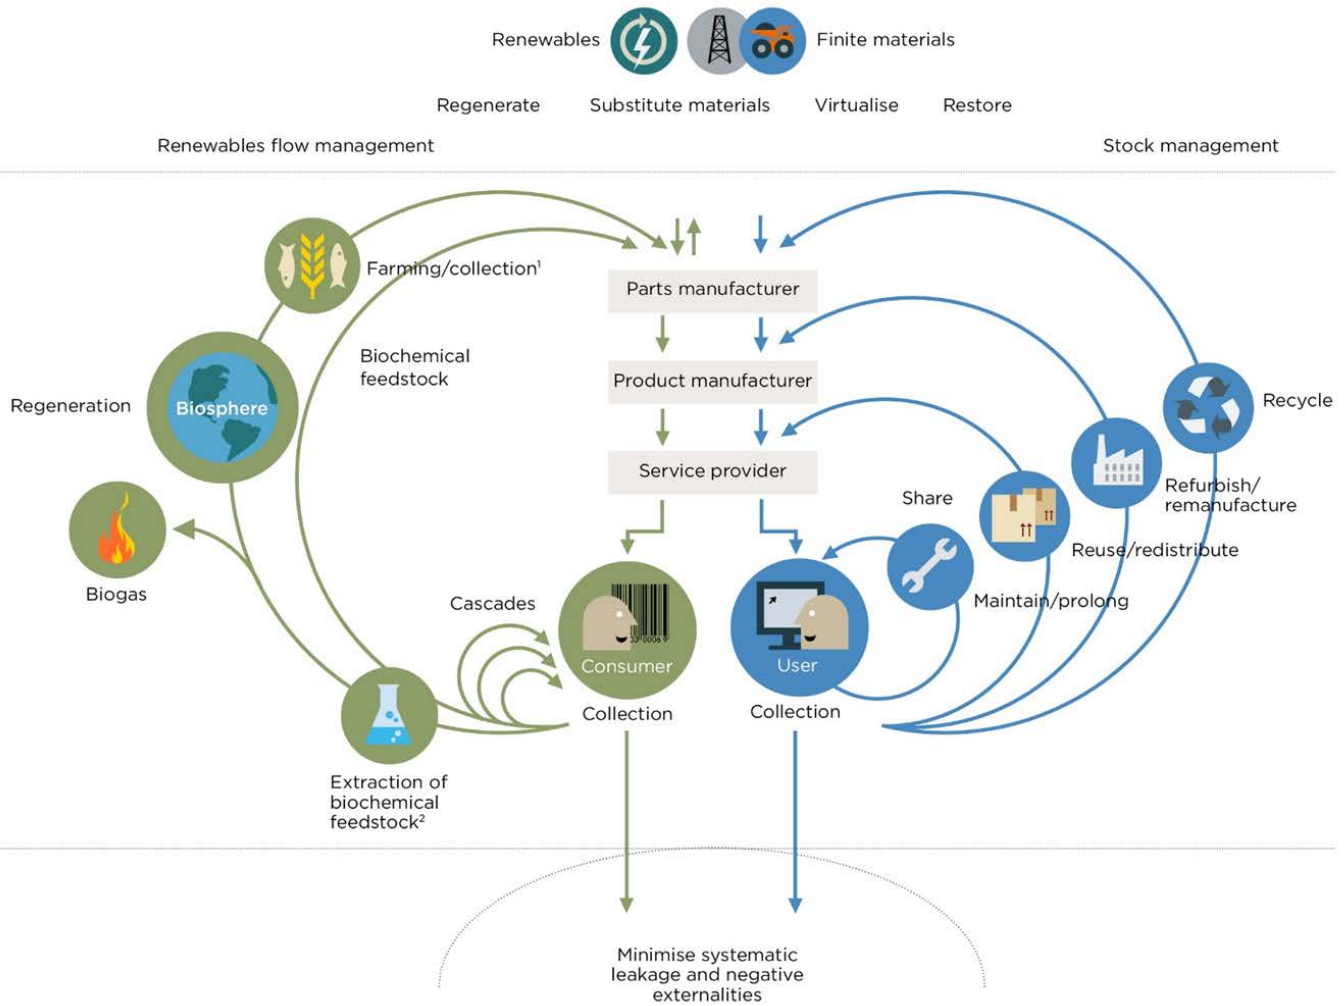 Renewables
Finite materials
Regenerate
Substitute materials
Virtualise
Restore
Renewables flow management
Stock management
Farming/collection¹
Parts manufacturer
Biochemical
feedstock
Product manufacturer
Regeneration
Biosphere
Recycle
Service provider
Refurbish/
remanufacture
Share
Reuse/redistribute
Biogas
Cascades
Maintain/prolong
Consumer
User
Collection
Collection
Extraction of
biochemical
feedstock²
Minimise systematic
leakage and negative
externalities